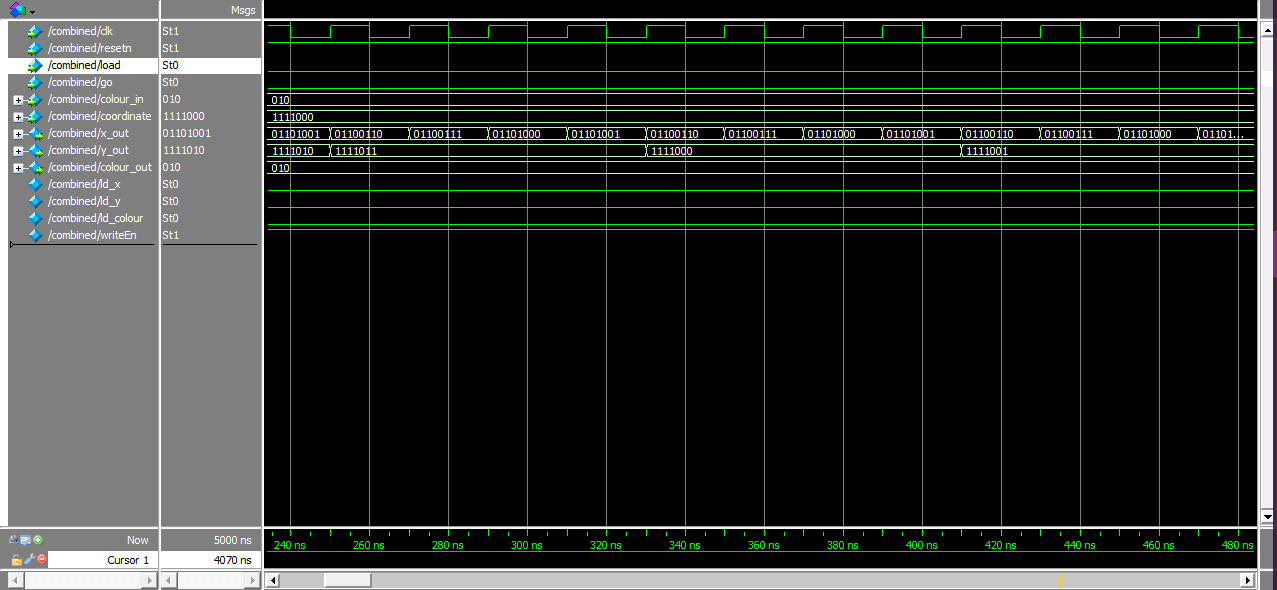 Msgs
/combined/clk St1
/combined/resetn St1
/combined/load St0
/combined/go St0
/combined/colour_in 010 010
/combined/coordinate 1111000 1111000
/combined/x_out 01101001 01101001 01100110 01100111 01101000 01101001 01100110 01100111 01101000 01101001 01100110 01100111 01101000 01101...
/combined/y_out 1111010 1111010 1111011 1111000 1111001
/combined/colour_out 010 010
/combined/ld_x St0
/combined/ld_y St0
/combined/ld_colour St0
/combined/writeEn St1
Now 5000 ns 240 ns 260 ns 280 ns 300 ns 320 ns 340 ns 360 ns 380 ns 400 ns 420 ns 440 ns 460 ns 480 ns
Cursor 1 4070 ns